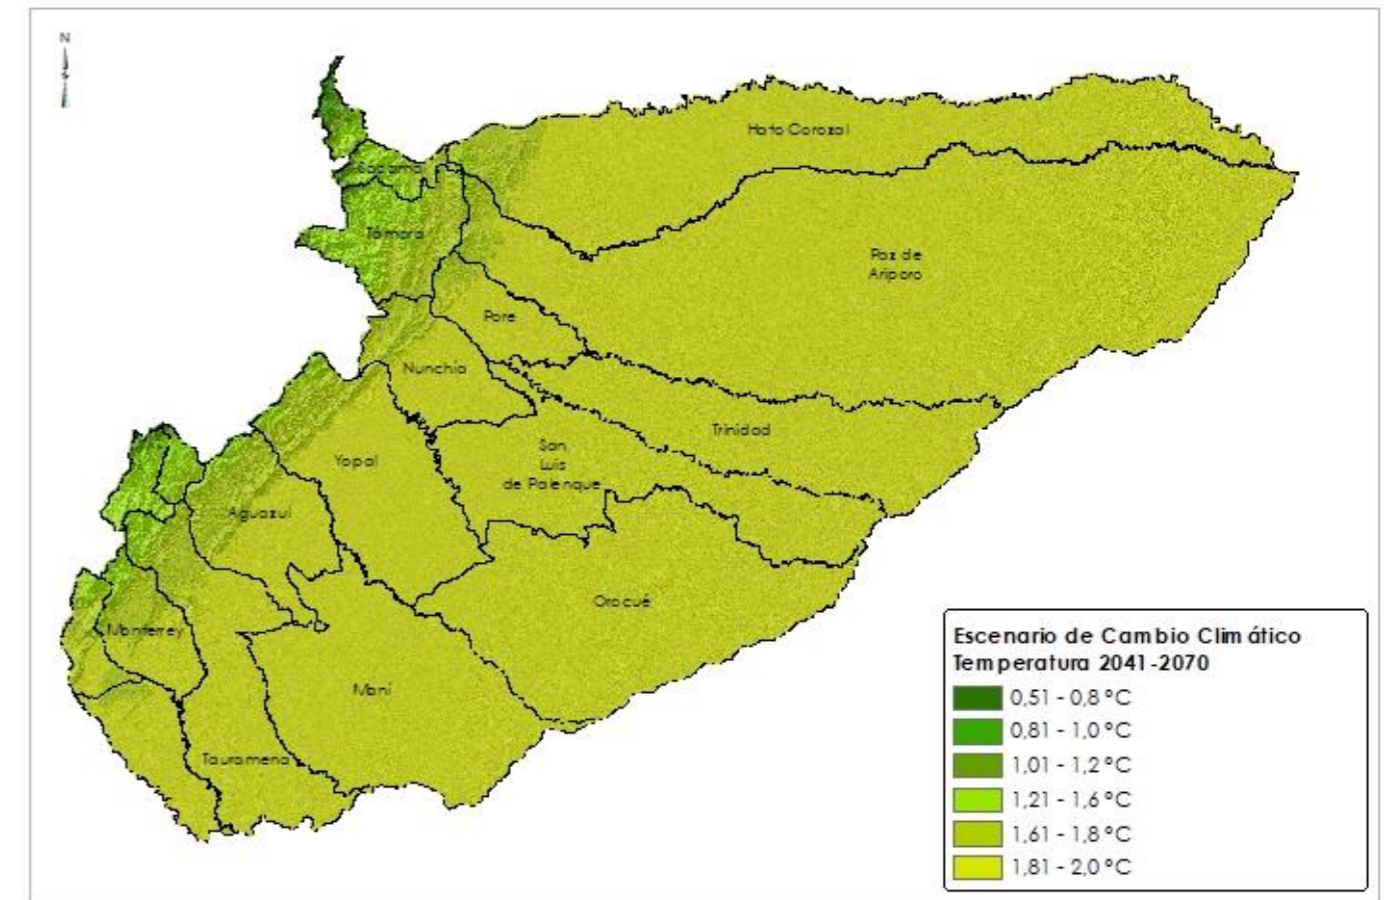 N
Hato Corozal
Sácama
Támara
Paz de
Ariporo
Pore
Nunchía
Trinidad
San
Luis
de Palenque
Yopal
Aguazul
Orocué
Monterrey
Maní
Tauramena
Escenario de Cambio Climático
Temperatura 2041-2070
0,51 - 0,8 °C
0,81 - 1,0 °C
1,01 - 1,2 °C
1,21 - 1,6 °C
1,61 - 1,8 °C
1,81 - 2,0 °C